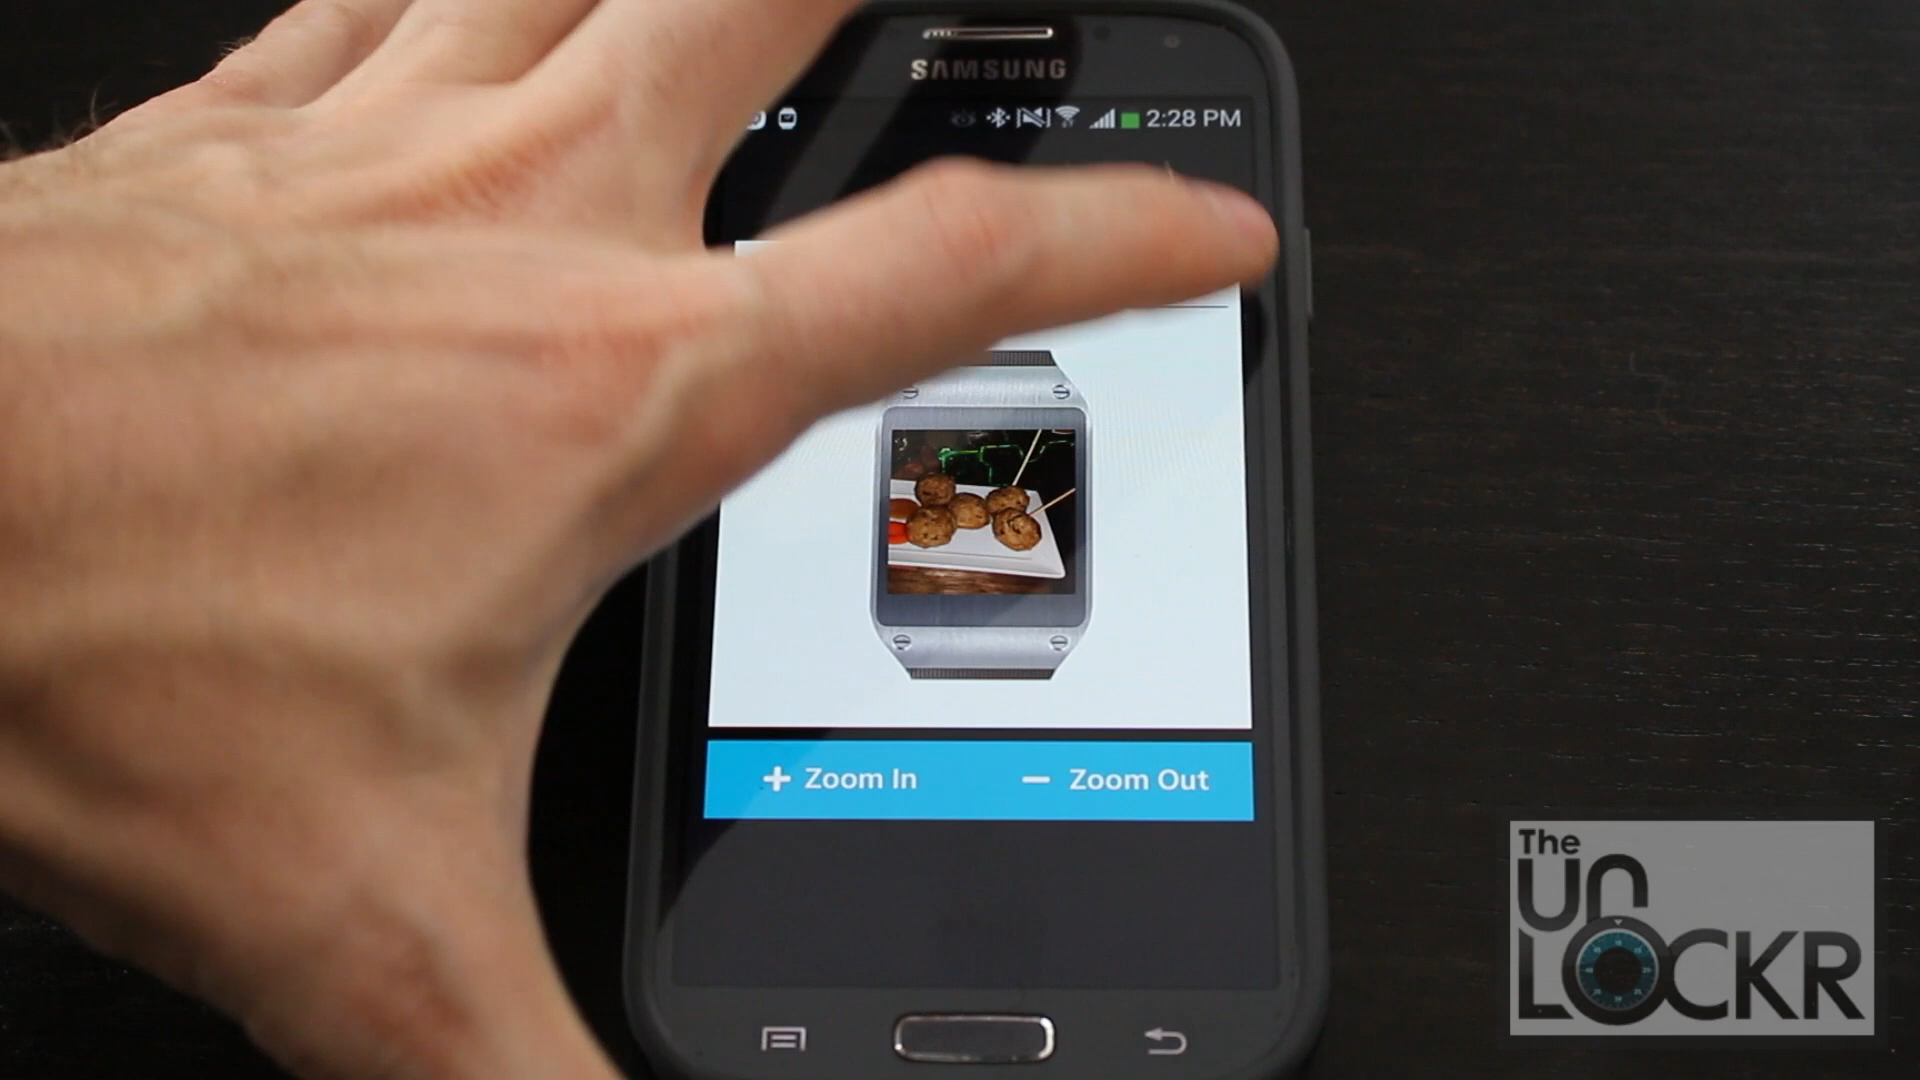 SAMSUNG
2:28 PM
+ Zoom In
− Zoom Out
The
UN
LOCKR